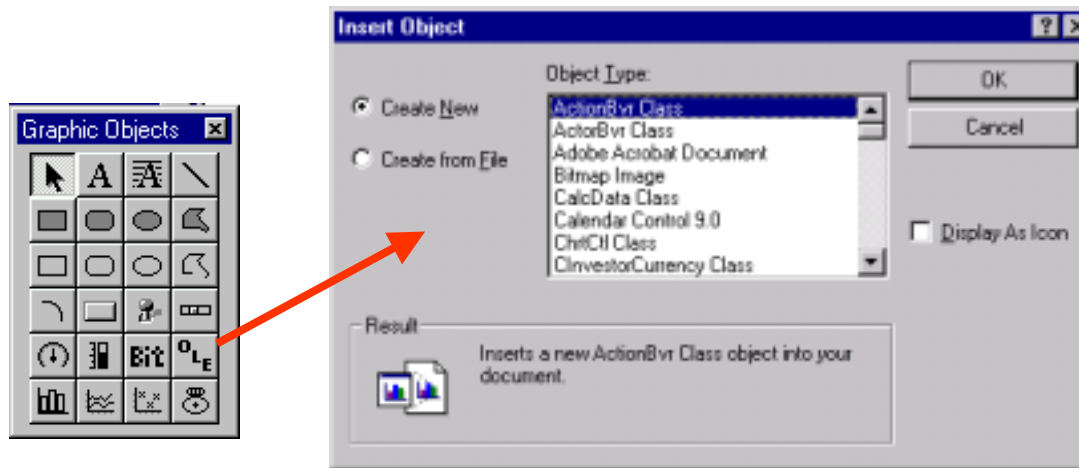 Graphic Objects
A A
Bit OLE
Insert Object
Object Type:
Create New
Create from File
ActionBvr Class
ActorBvr Class
Adobe Acrobat Document
Bitmap Image
CalcData Class
Calendar Control 9.0
ChrtCtl Class
CInvestorCurrency Class
OK
Cancel
Display As Icon
Result
Inserts a new ActionBvr Class object into your
document.